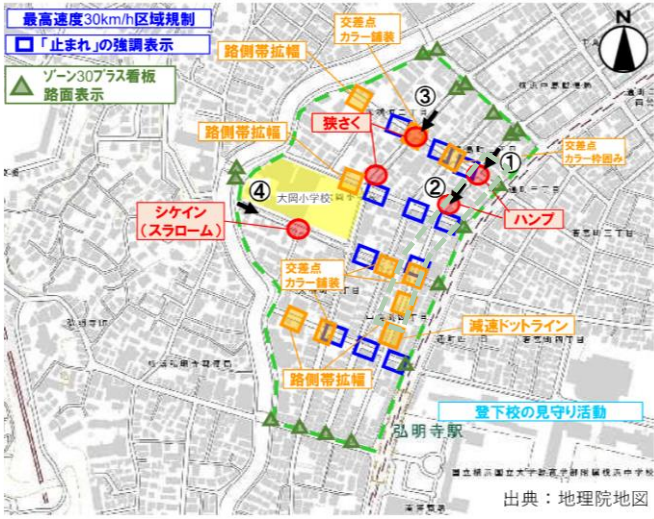 最高速度30km/h区域規制
「止まれ」の強調表示
ゾーン30プラス看板
路面表示
路側帯拡幅
交差点
カラー舗装
N
③
狭さく
路側帯拡幅
①
交差点
カラー枠囲み
②
ハンプ
④
大岡小学校
シケイン
(スラローム)
交差点
カラー舗装
減速ドットライン
路側帯拡幅
登下校の見守り活動
弘明寺駅
出典：地理院地図